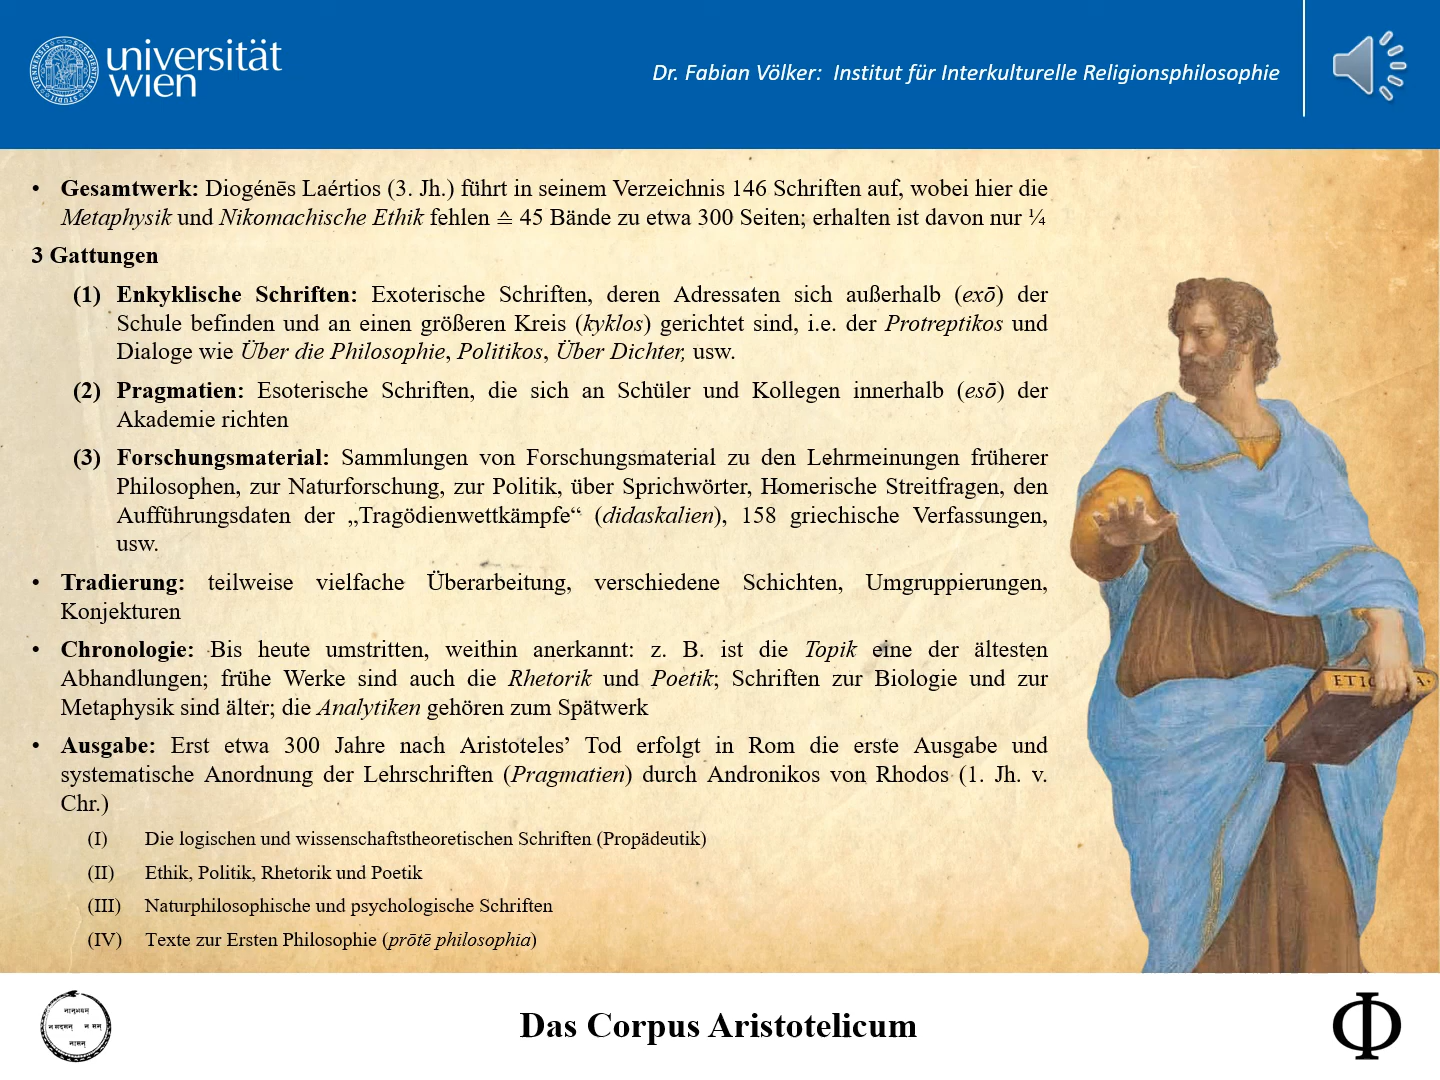 universität
wien
Dr. Fabian Völker: Institut für Interkulturelle Religionsphilosophie
• Gesamtwerk: Diogénēs Laértios (3. Jh.) führt in seinem Verzeichnis 146 Schriften auf, wobei hier die
Metaphysik und Nikomachische Ethik fehlen ≙ 45 Bände zu etwa 300 Seiten; erhalten ist davon nur ¼
3 Gattungen
(1) Enkyklische Schriften: Exoterische Schriften, deren Adressaten sich außerhalb (exō) der
Schule befinden und an einen größeren Kreis (kyklos) gerichtet sind, i.e. der Protreptikos und
Dialoge wie Über die Philosophie, Politikos, Über Dichter, usw.
(2) Pragmatien: Esoterische Schriften, die sich an Schüler und Kollegen innerhalb (esō) der
Akademie richten
(3) Forschungsmaterial: Sammlungen von Forschungsmaterial zu den Lehrmeinungen früherer
Philosophen, zur Naturforschung, zur Politik, über Sprichwörter, Homerische Streitfragen, den
Aufführungsdaten der „Tragödienwettkämpfe“ (didaskalien), 158 griechische Verfassungen,
usw.
• Tradierung: teilweise vielfache Überarbeitung, verschiedene Schichten, Umgruppierungen,
Konjekturen
• Chronologie: Bis heute umstritten, weithin anerkannt: z. B. ist die Topik eine der ältesten
Abhandlungen; frühe Werke sind auch die Rhetorik und Poetik; Schriften zur Biologie und zur
Metaphysik sind älter; die Analytiken gehören zum Spätwerk
• Ausgabe: Erst etwa 300 Jahre nach Aristoteles’ Tod erfolgt in Rom die erste Ausgabe und
systematische Anordnung der Lehrschriften (Pragmatien) durch Andronikos von Rhodos (1. Jh. v.
Chr.)
(I) Die logischen und wissenschaftstheoretischen Schriften (Propädeutik)
(II) Ethik, Politik, Rhetorik und Poetik
(III) Naturphilosophische und psychologische Schriften
(IV) Texte zur Ersten Philosophie (prōtē philosophia)
Das Corpus Aristotelicum
Φ